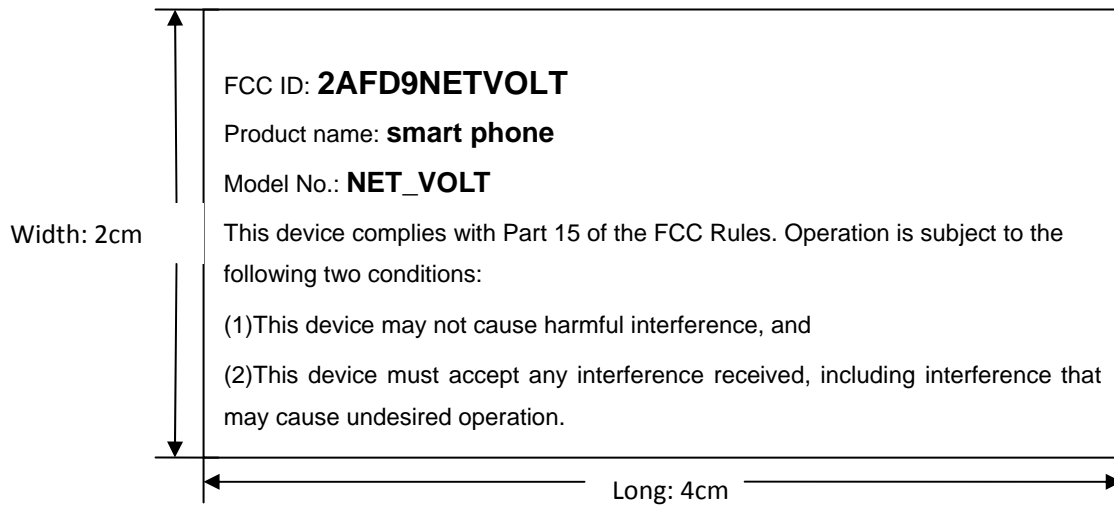 FCC ID: 2AFD9NETVOLT
Product name: smart phone
Model No.: NET_VOLT
Width: 2cm
This device complies with Part 15 of the FCC Rules. Operation is subject to the
following two conditions:
(1)This device may not cause harmful interference, and
(2)This device must accept any interference received, including interference that
may cause undesired operation.
Long: 4cm